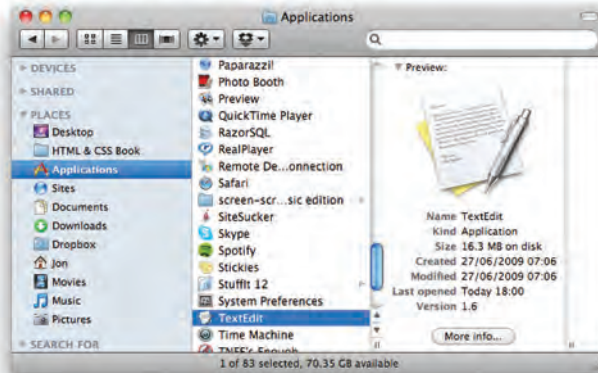 Applications
DEVICES
SHARED
PLACES
Desktop
HTML & CSS Book
Applications
Sites
Documents
Downloads
Dropbox
Jon
Movies
Music
Pictures
SEARCH FOR
Paparazzi!
Photo Booth
Preview
QuickTime Player
RazorSQL
RealPlayer
Remote De...onnection
Safari
screen-scr...sic edition
SiteSucker
Skype
Spotify
Stickies
StuffIt 12
System Preferences
TextEdit
Time Machine
TNEF's Enough
Preview:
Name TextEdit
Kind Application
Size 16.3 MB on disk
Created 27/06/2009 07:06
Modified 27/06/2009 07:06
Last opened Today 18:00
Version 1.6
More info...
1 of 83 selected, 70.35 GB available